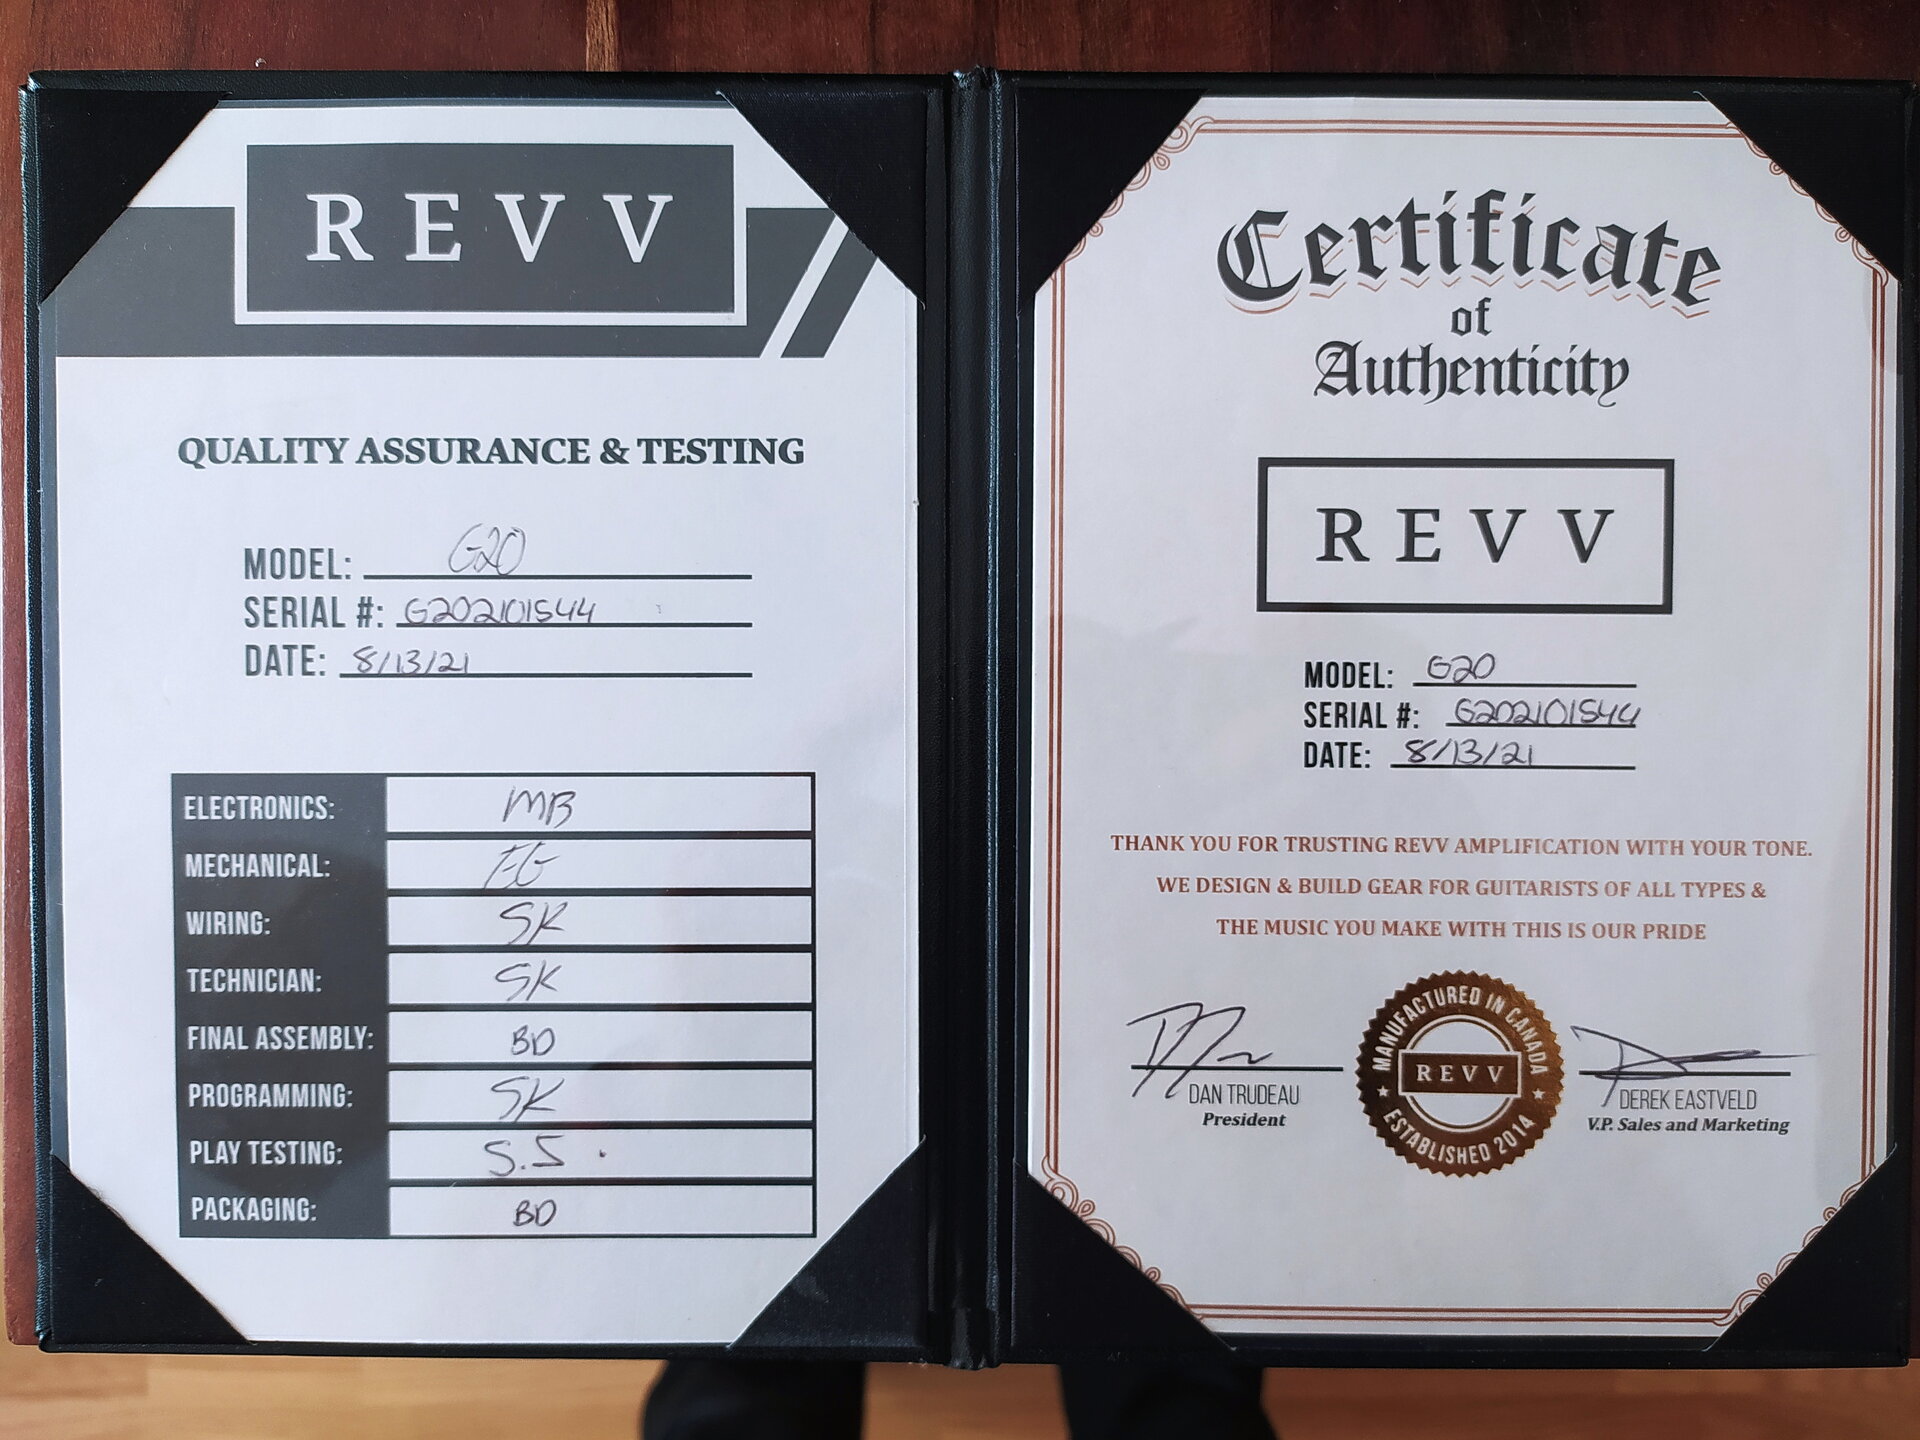 REVV
QUALITY ASSURANCE & TESTING
MODEL: G20
SERIAL #: G202101544
DATE: 8/13/21
ELECTRONICS: MB
MECHANICAL: EG
WIRING: SK
TECHNICIAN: SK
FINAL ASSEMBLY: BD
PROGRAMMING: SK
PLAY TESTING: S.S.
PACKAGING: BD
Certificate
of
Authenticity
REVV
MODEL: G20
SERIAL #: G202101544
DATE: 8/13/21
THANK YOU FOR TRUSTING REVV AMPLIFICATION WITH YOUR TONE.
WE DESIGN & BUILD GEAR FOR GUITARISTS OF ALL TYPES &
THE MUSIC YOU MAKE WITH THIS IS OUR PRIDE
DAN TRUDEAU
President
MANUFACTURED IN CANADA
REVV
ESTABLISHED 2014
DEREK EASTVELD
V.P. Sales and Marketing